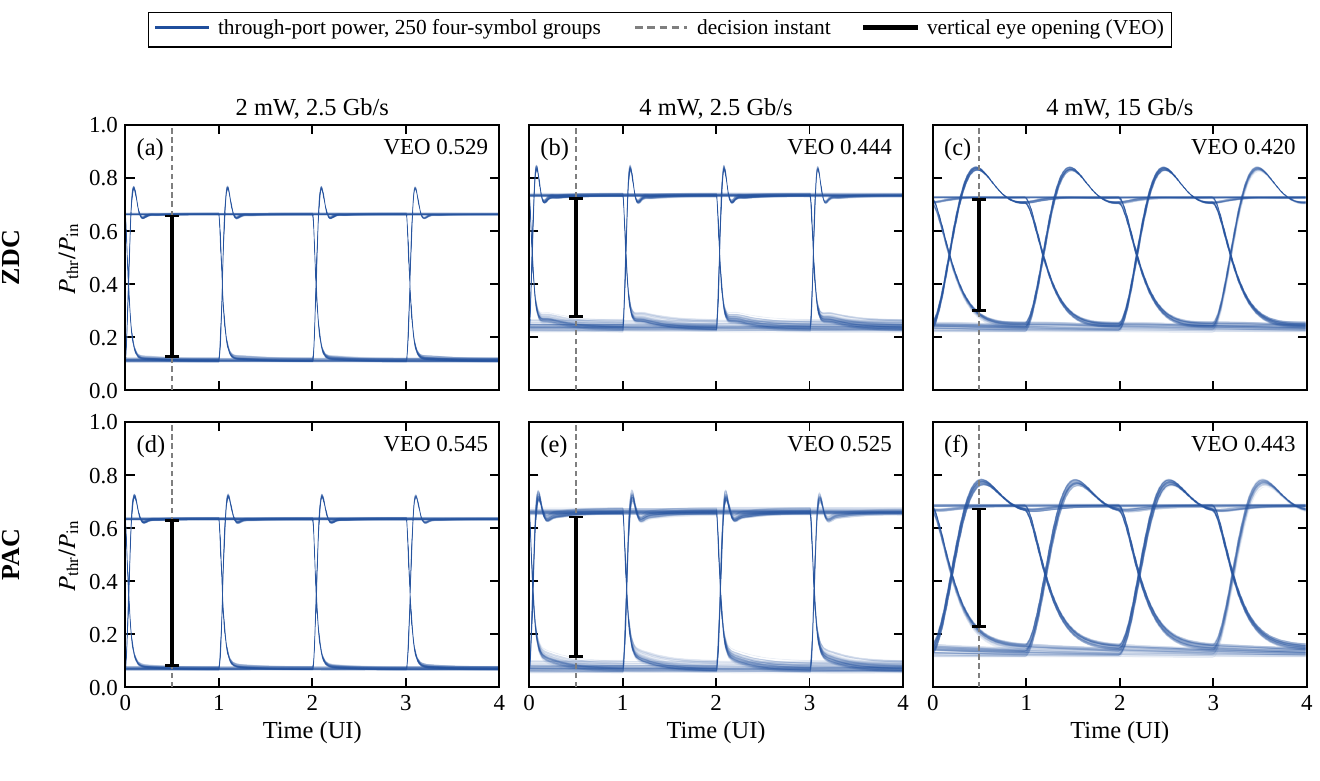 through-port power, 250 four-symbol groups decision instant vertical eye opening (VEO)
2 mW, 2.5 Gb/s 4 mW, 2.5 Gb/s 4 mW, 15 Gb/s
ZDC
P_thr/P_in
1.0
0.8
0.6
0.4
0.2
0.0
(a) VEO 0.529
(b) VEO 0.444
(c) VEO 0.420
PAC
P_thr/P_in
1.0
0.8
0.6
0.4
0.2
0.0
(d) VEO 0.545
(e) VEO 0.525
(f) VEO 0.443
0 1 2 3 4 0 1 2 3 4 0 1 2 3 4
Time (UI) Time (UI) Time (UI)